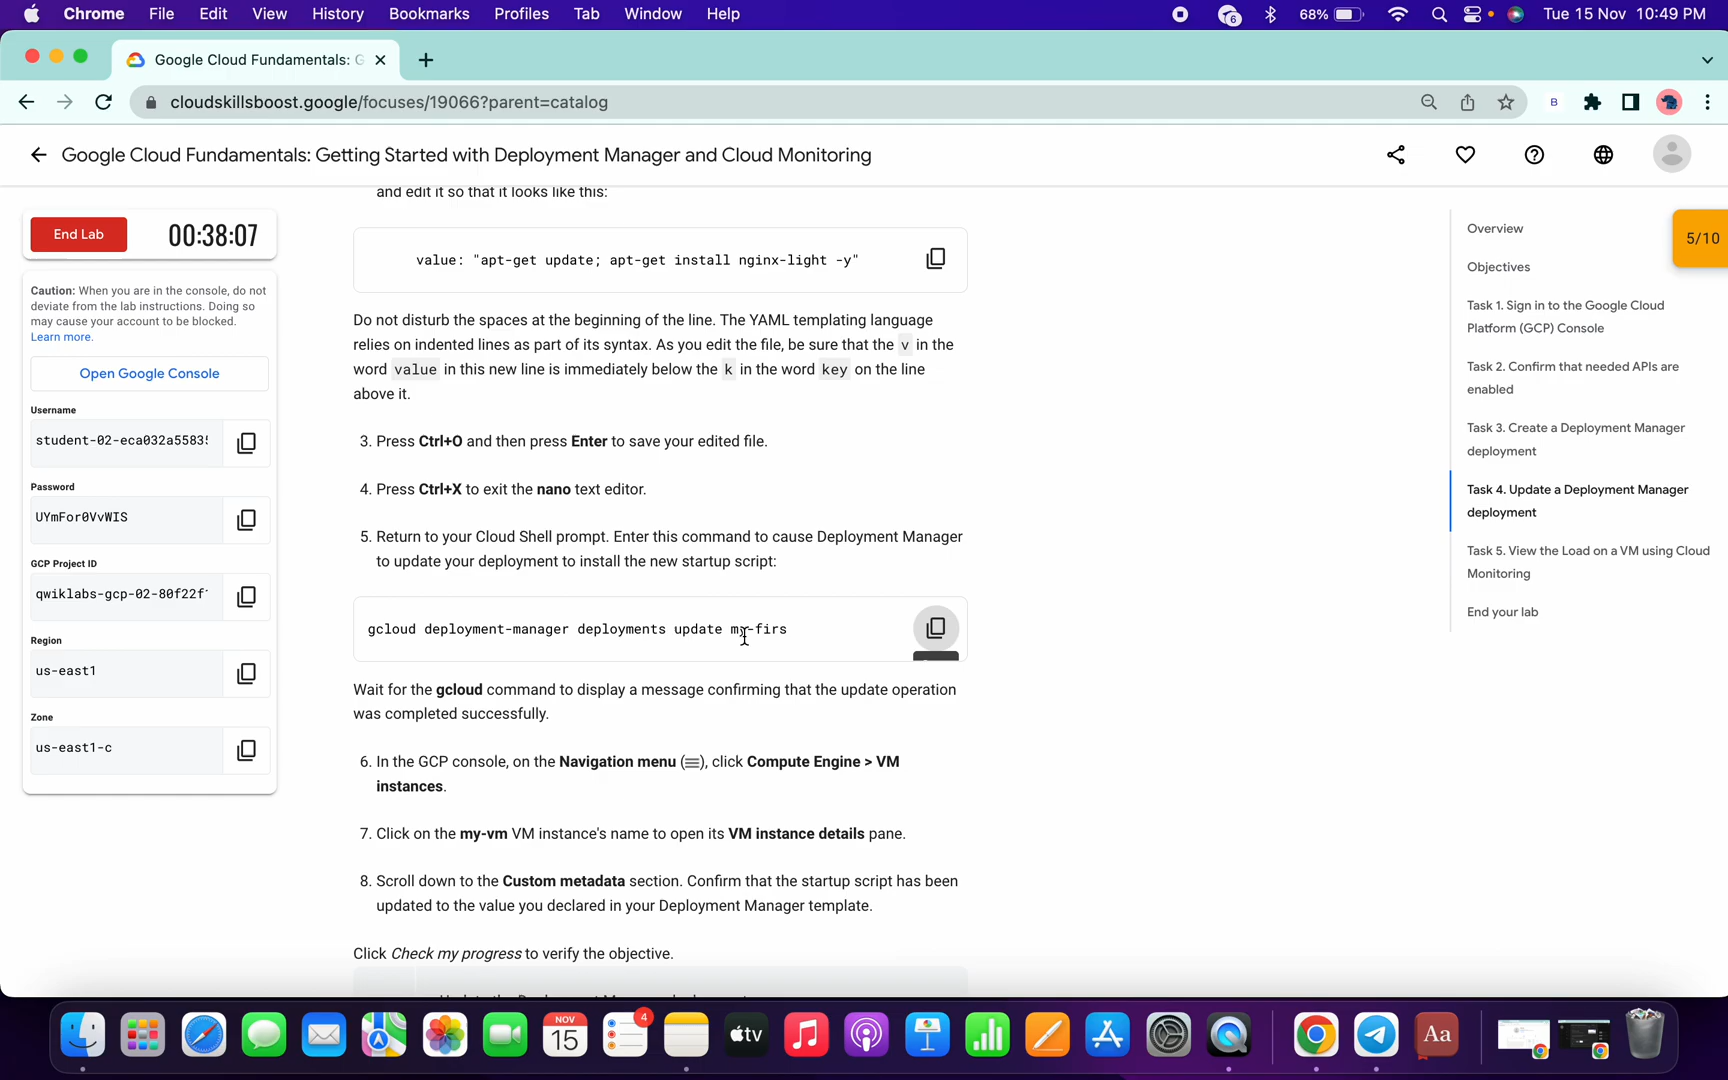 Chrome File Edit View History Bookmarks Profiles Tab Window Help
6 68% Tue 15 Nov 10:49 PM
Google Cloud Fundamentals: G
cloudskillsboost.google/focuses/19066?parent=catalog
B
Google Cloud Fundamentals: Getting Started with Deployment Manager and Cloud Monitoring
End Lab
00:38:07
Caution: When you are in the console, do not
deviate from the lab instructions. Doing so
may cause your account to be blocked.
Learn more.
Open Google Console
Username
student-02-eca032a5583
Password
UYmFor0VvWIS
GCP Project ID
qwiklabs-gcp-02-80f22f
Region
us-east1
Zone
us-east1-c
and edit it so that it looks like this:
value: "apt-get update; apt-get install nginx-light -y"
Do not disturb the spaces at the beginning of the line. The YAML templating language
relies on indented lines as part of its syntax. As you edit the file, be sure that the v in the
word value in this new line is immediately below the k in the word key on the line
above it.
3. Press Ctrl+O and then press Enter to save your edited file.
4. Press Ctrl+X to exit the nano text editor.
5. Return to your Cloud Shell prompt. Enter this command to cause Deployment Manager
to update your deployment to install the new startup script:
gcloud deployment-manager deployments update my-firs
Wait for the gcloud command to display a message confirming that the update operation
was completed successfully.
6. In the GCP console, on the Navigation menu (≡), click Compute Engine > VM
instances.
7. Click on the my-vm VM instance's name to open its VM instance details pane.
8. Scroll down to the Custom metadata section. Confirm that the startup script has been
updated to the value you declared in your Deployment Manager template.
Click Check my progress to verify the objective.
Overview
Objectives
Task 1. Sign in to the Google Cloud
Platform (GCP) Console
Task 2. Confirm that needed APIs are
enabled
Task 3. Create a Deployment Manager
deployment
Task 4. Update a Deployment Manager
deployment
Task 5. View the Load on a VM using Cloud
Monitoring
End your lab
5/10
NOV
15
4
tv
Aa